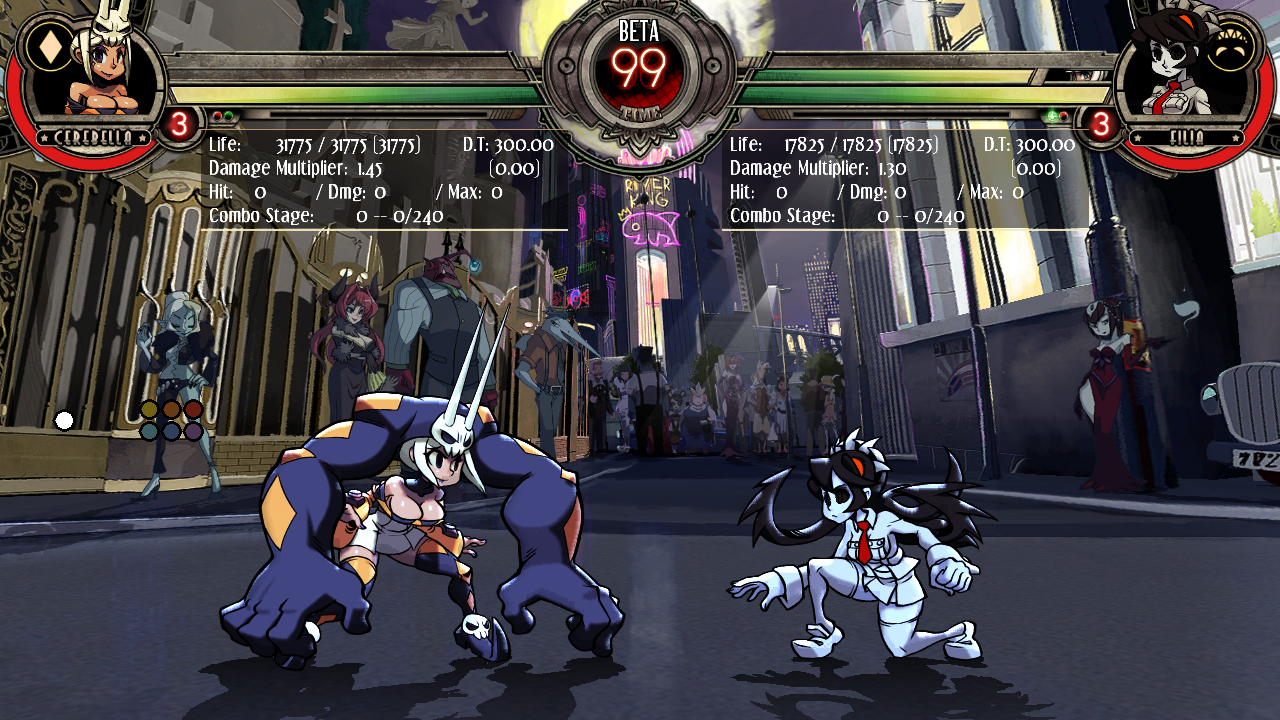 BETA
99
TIME
CEREBELLA
3
3
FILIA
Life: 31775 / 31775 (31775) D.T: 300.00
Damage Multiplier: 1.45 (0.00)
Hit: 0 / Dmg: 0 / Max: 0
Combo Stage: 0 -- 0/240
Life: 17825 / 17825 (17825) D.T: 300.00
Damage Multiplier: 1.30 (0.00)
Hit: 0 / Dmg: 0 / Max: 0
Combo Stage: 0 -- 0/240
RIVER
KING